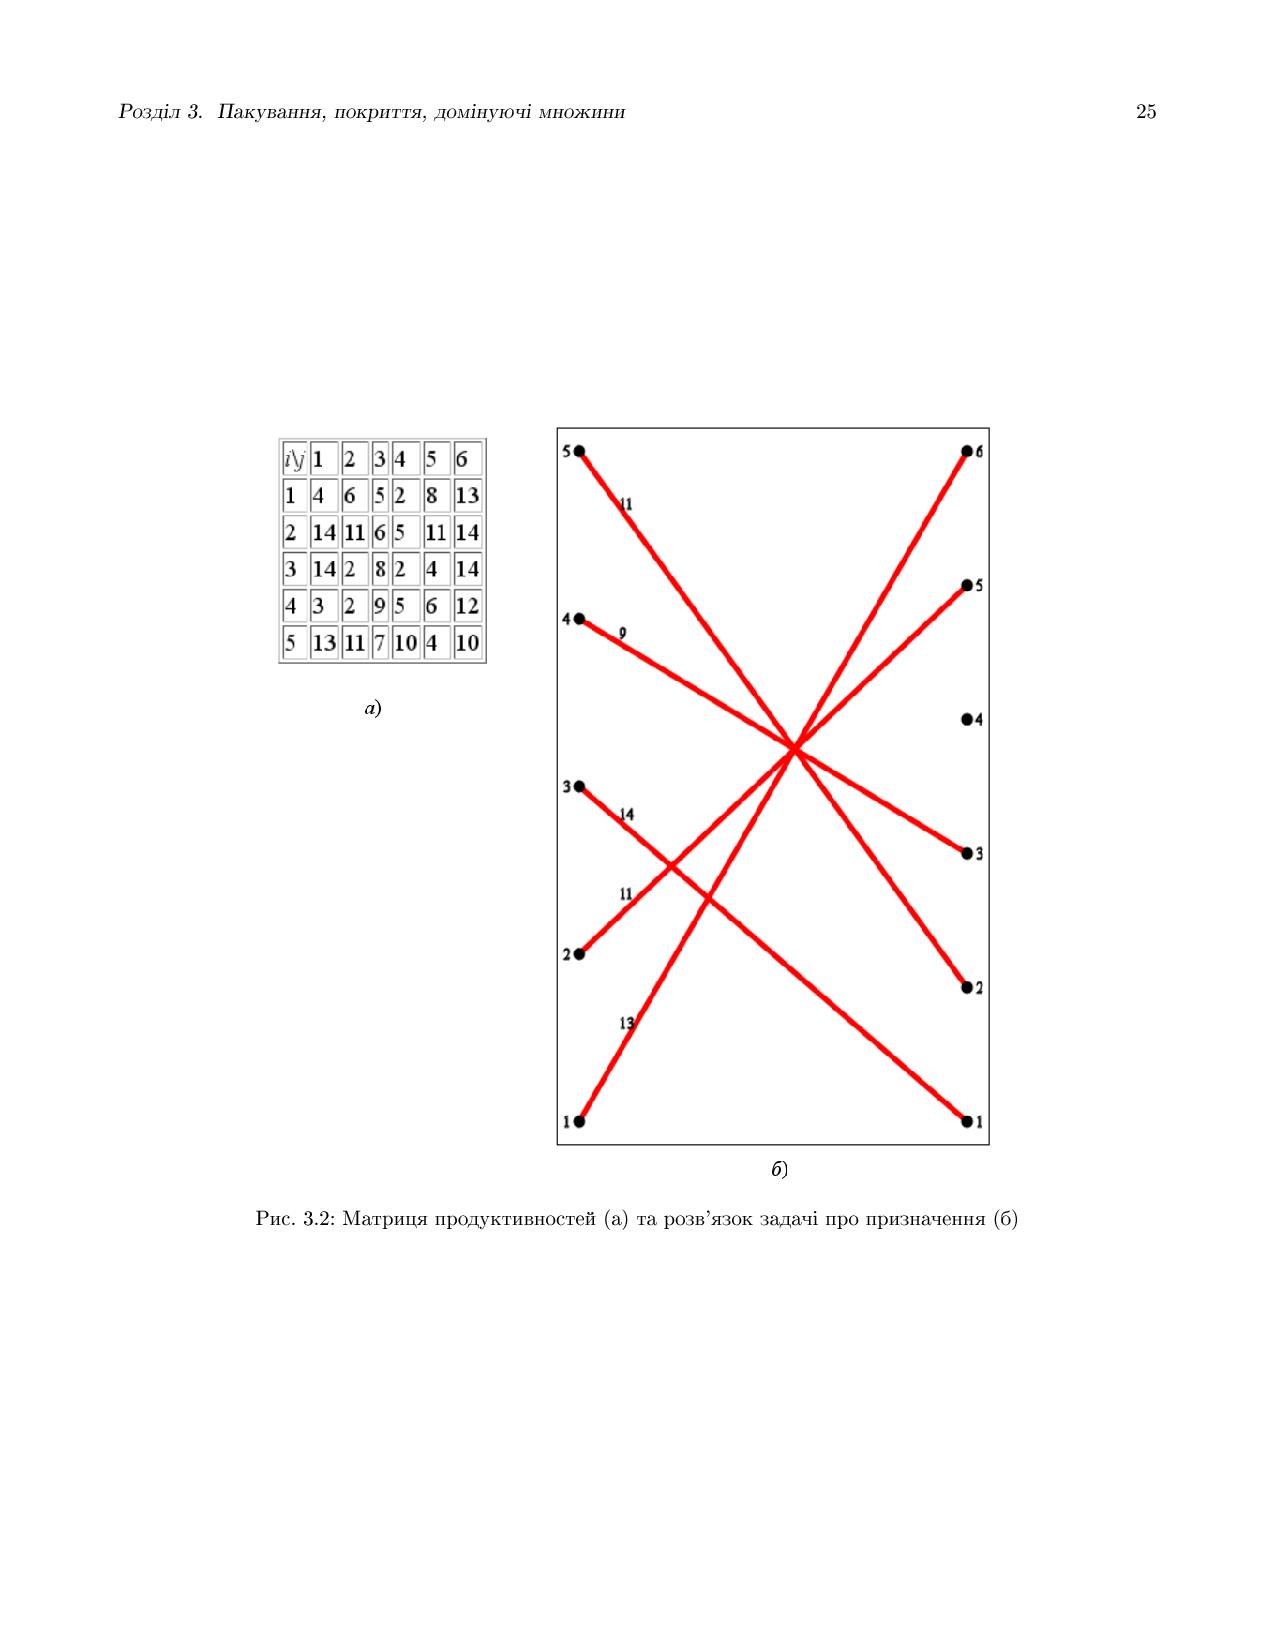 Розділ 3. Пакування, покриття, домінуючі множини 25
i\j 1 2 3 4 5 6
1 4 6 5 2 8 13
2 14 11 6 5 11 14
3 14 2 8 2 4 14
4 3 2 9 5 6 12
5 13 11 7 10 4 10
а)
5 6
11
5
4
9
4
3
14
3
11
2
2
13
1 1
б)
Рис. 3.2: Матриця продуктивностей (а) та розв’язок задачі про призначення (б)